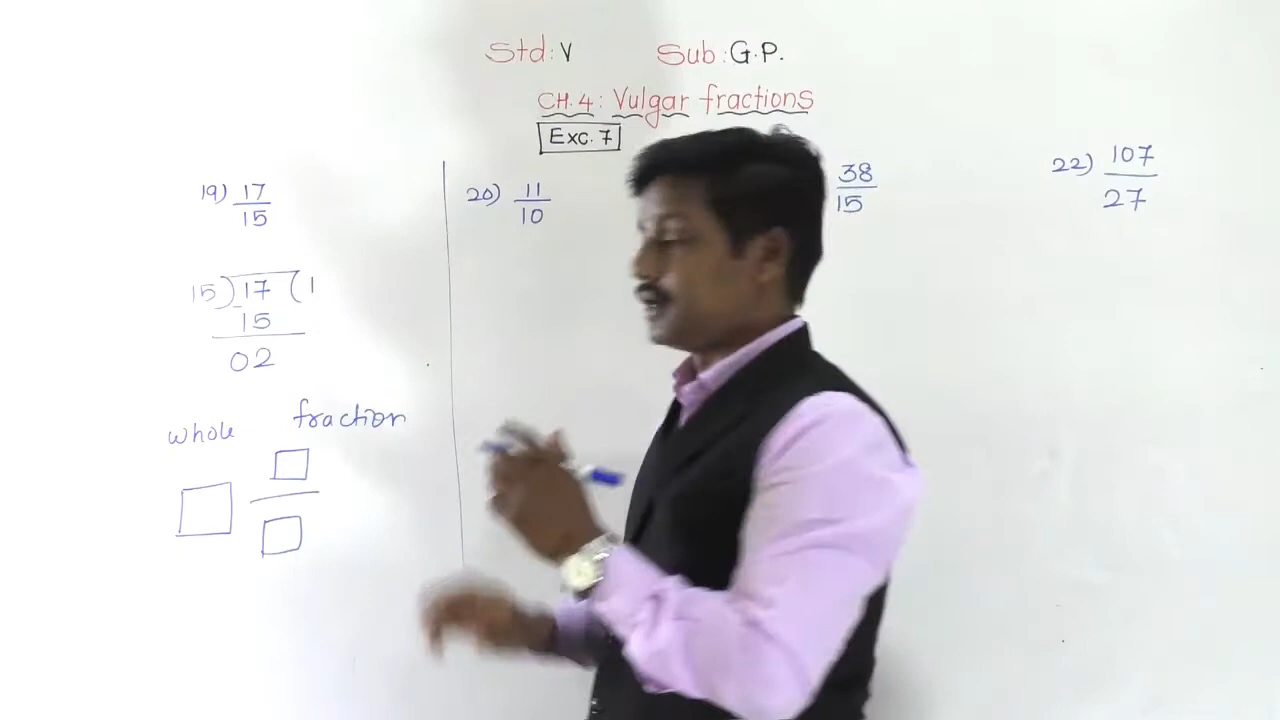 Std: V Sub: G.P.
CH.4: Vulgar fractions
Exc. 7
19) 17/15
15)17(1
15
02
whole fraction
20) 11/10
38/15
22) 107/27